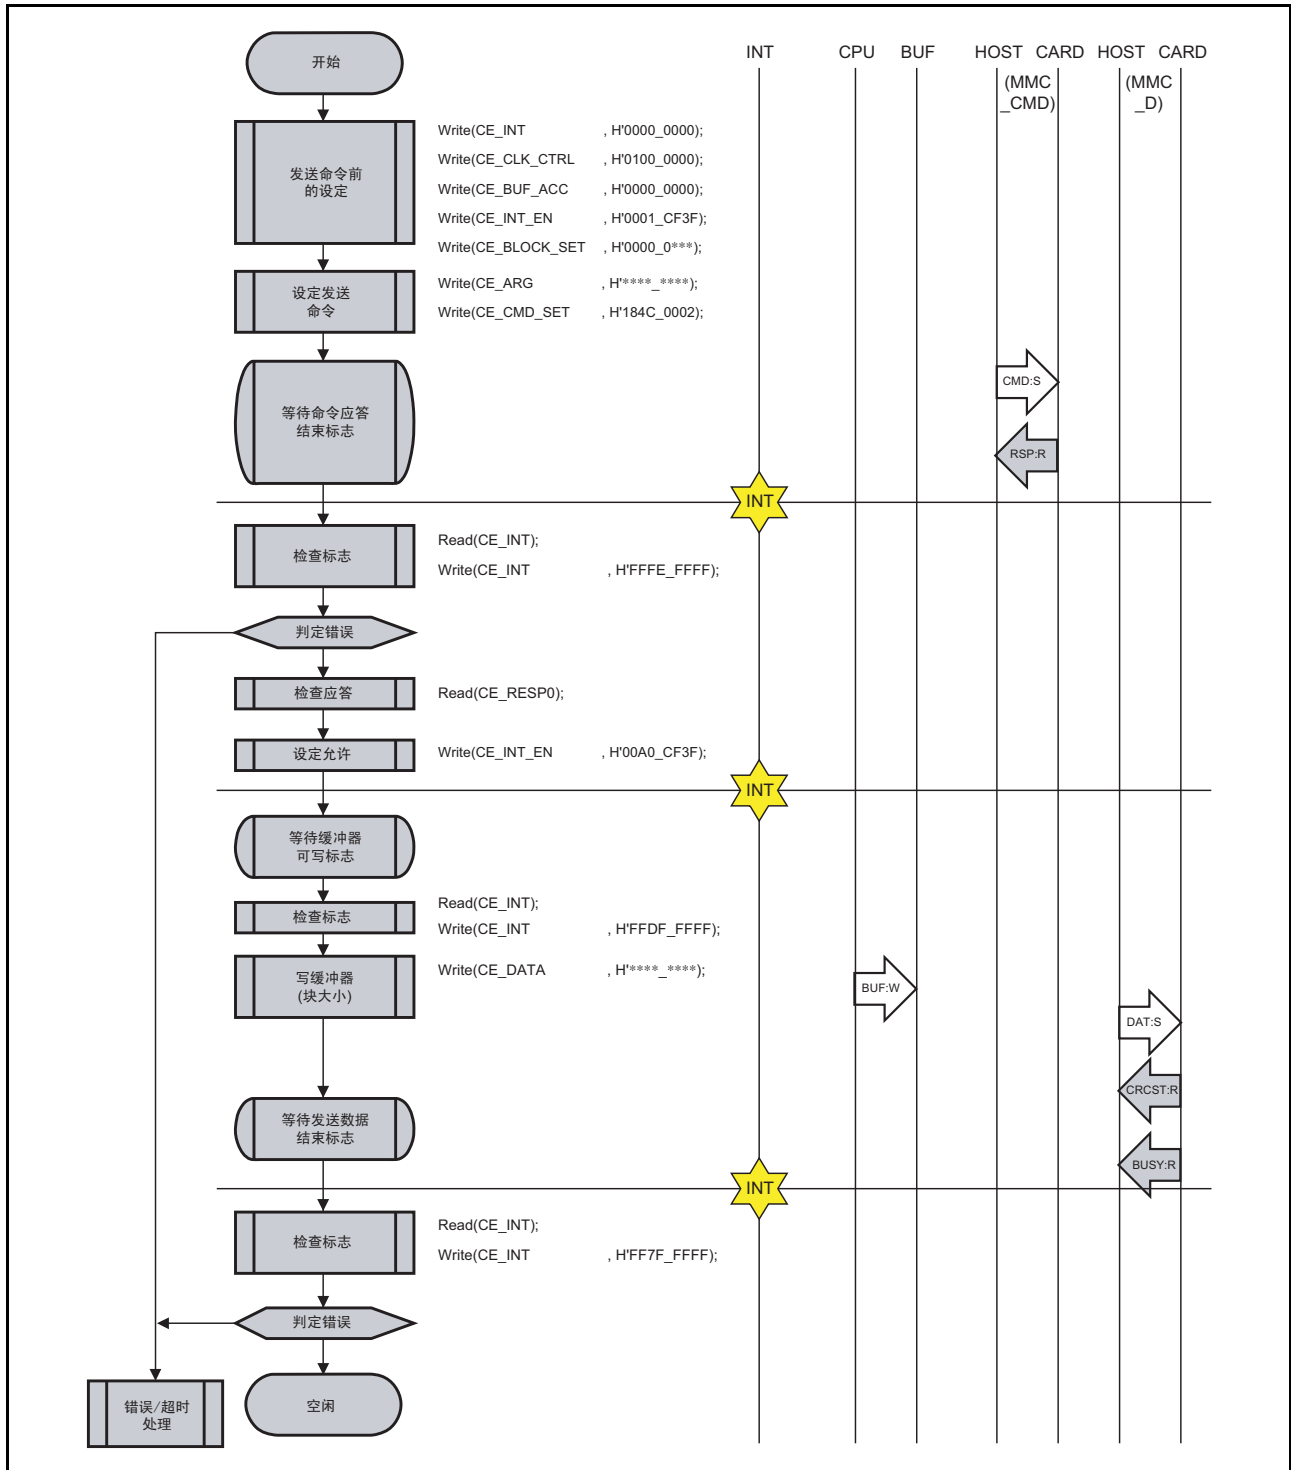 INT CPU BUF HOST CARD HOST CARD
(MMC
_CMD)
(MMC
_D)
开始
发送命令前
的设定
Write(CE_INT , H'0000_0000);
Write(CE_CLK_CTRL , H'0100_0000);
Write(CE_BUF_ACC , H'0000_0000);
Write(CE_INT_EN , H'0001_CF3F);
Write(CE_BLOCK_SET , H'0000_0***);
设定发送
命令
Write(CE_ARG , H'****_****);
Write(CE_CMD_SET , H'184C_0002);
等待命令应答
结束标志
CMD:S
RSP:R
INT
检查标志
Read(CE_INT);
Write(CE_INT , H'FFFE_FFFF);
判定错误
检查应答
Read(CE_RESP0);
设定允许
Write(CE_INT_EN , H'00A0_CF3F);
INT
等待缓冲器
可写标志
检查标志
Read(CE_INT);
Write(CE_INT , H'FFDF_FFFF);
写缓冲器
(块大小)
Write(CE_DATA , H'****_****);
BUF:W
DAT:S
CRCST:R
等待发送数据
结束标志
BUSY:R
INT
检查标志
Read(CE_INT);
Write(CE_INT , H'FF7F_FFFF);
判定错误
错误/超时
处理
空闲